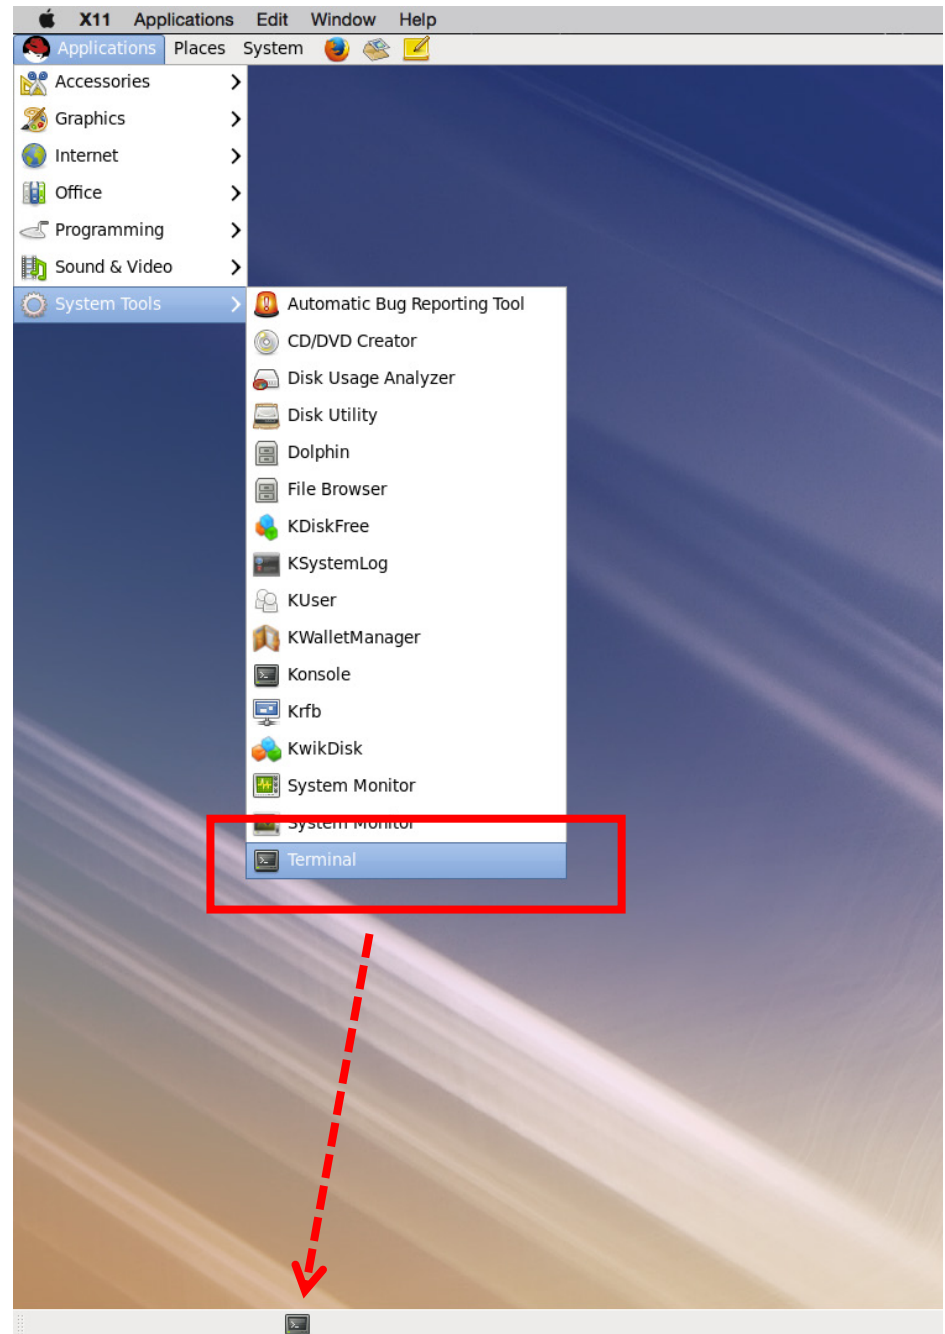 X11 Applications Edit Window Help
Applications Places System
Accessories
Graphics
Internet
Office
Programming
Sound & Video
System Tools
Automatic Bug Reporting Tool
CD/DVD Creator
Disk Usage Analyzer
Disk Utility
Dolphin
File Browser
KDiskFree
KSystemLog
KUser
KWalletManager
Konsole
Krfb
KwikDisk
System Monitor
System Monitor
Terminal